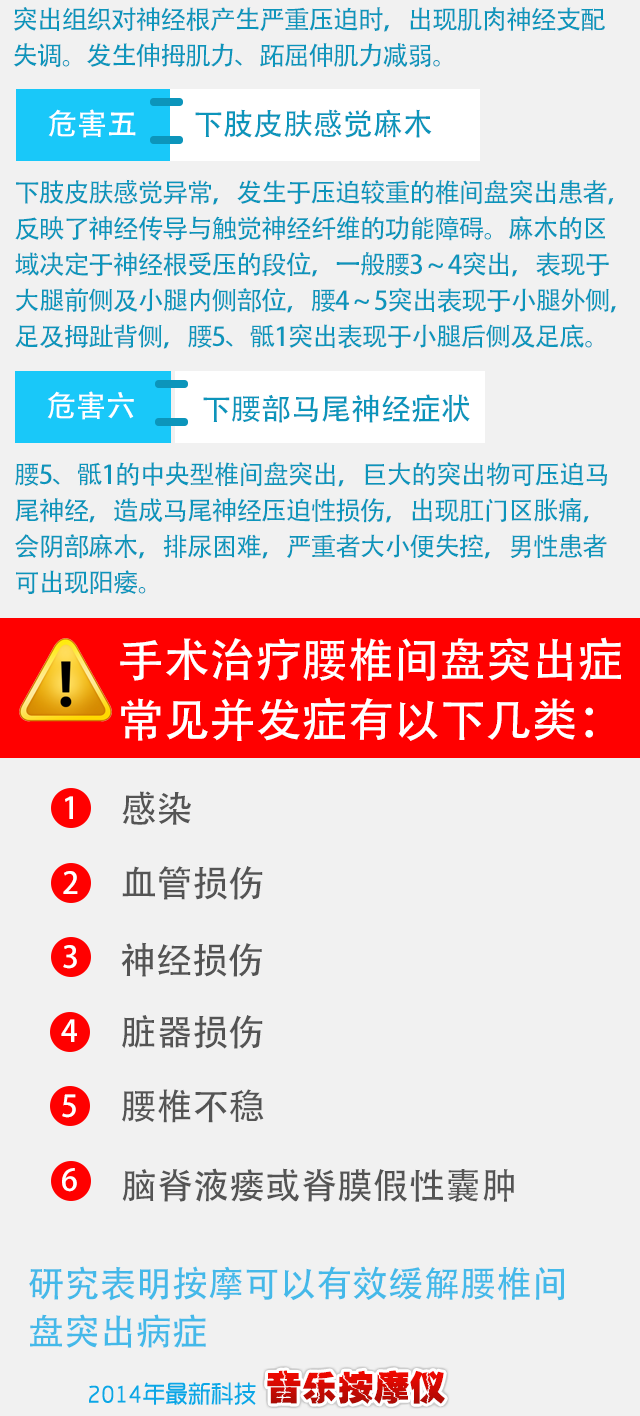 突出组织对神经根产生严重压迫时，出现肌肉神经支配
失调。发生伸拇肌力、跖屈伸肌力减弱。
危害五
下肢皮肤感觉麻木
下肢皮肤感觉异常，发生于压迫较重的椎间盘突出患者，
反映了神经传导与触觉神经纤维的功能障碍。麻木的区
域决定于神经根受压的段位，一般腰3～4突出，表现于
大腿前侧及小腿内侧部位，腰4～5突出表现于小腿外侧，
足及拇趾背侧，腰5、骶1突出表现于小腿后侧及足底。
危害六
下腰部马尾神经症状
腰5、骶1的中央型椎间盘突出，巨大的突出物可压迫马
尾神经，造成马尾神经压迫性损伤，出现肛门区胀痛，
会阴部麻木，排尿困难，严重者大小便失控，男性患者
可出现阳痿。
手术治疗腰椎间盘突出症
常见并发症有以下几类：
1 感染
2 血管损伤
3 神经损伤
4 脏器损伤
5 腰椎不稳
6 脑脊液瘘或脊膜假性囊肿
研究表明按摩可以有效缓解腰椎间
盘突出病症
2014年最新科技 音乐按摩仪